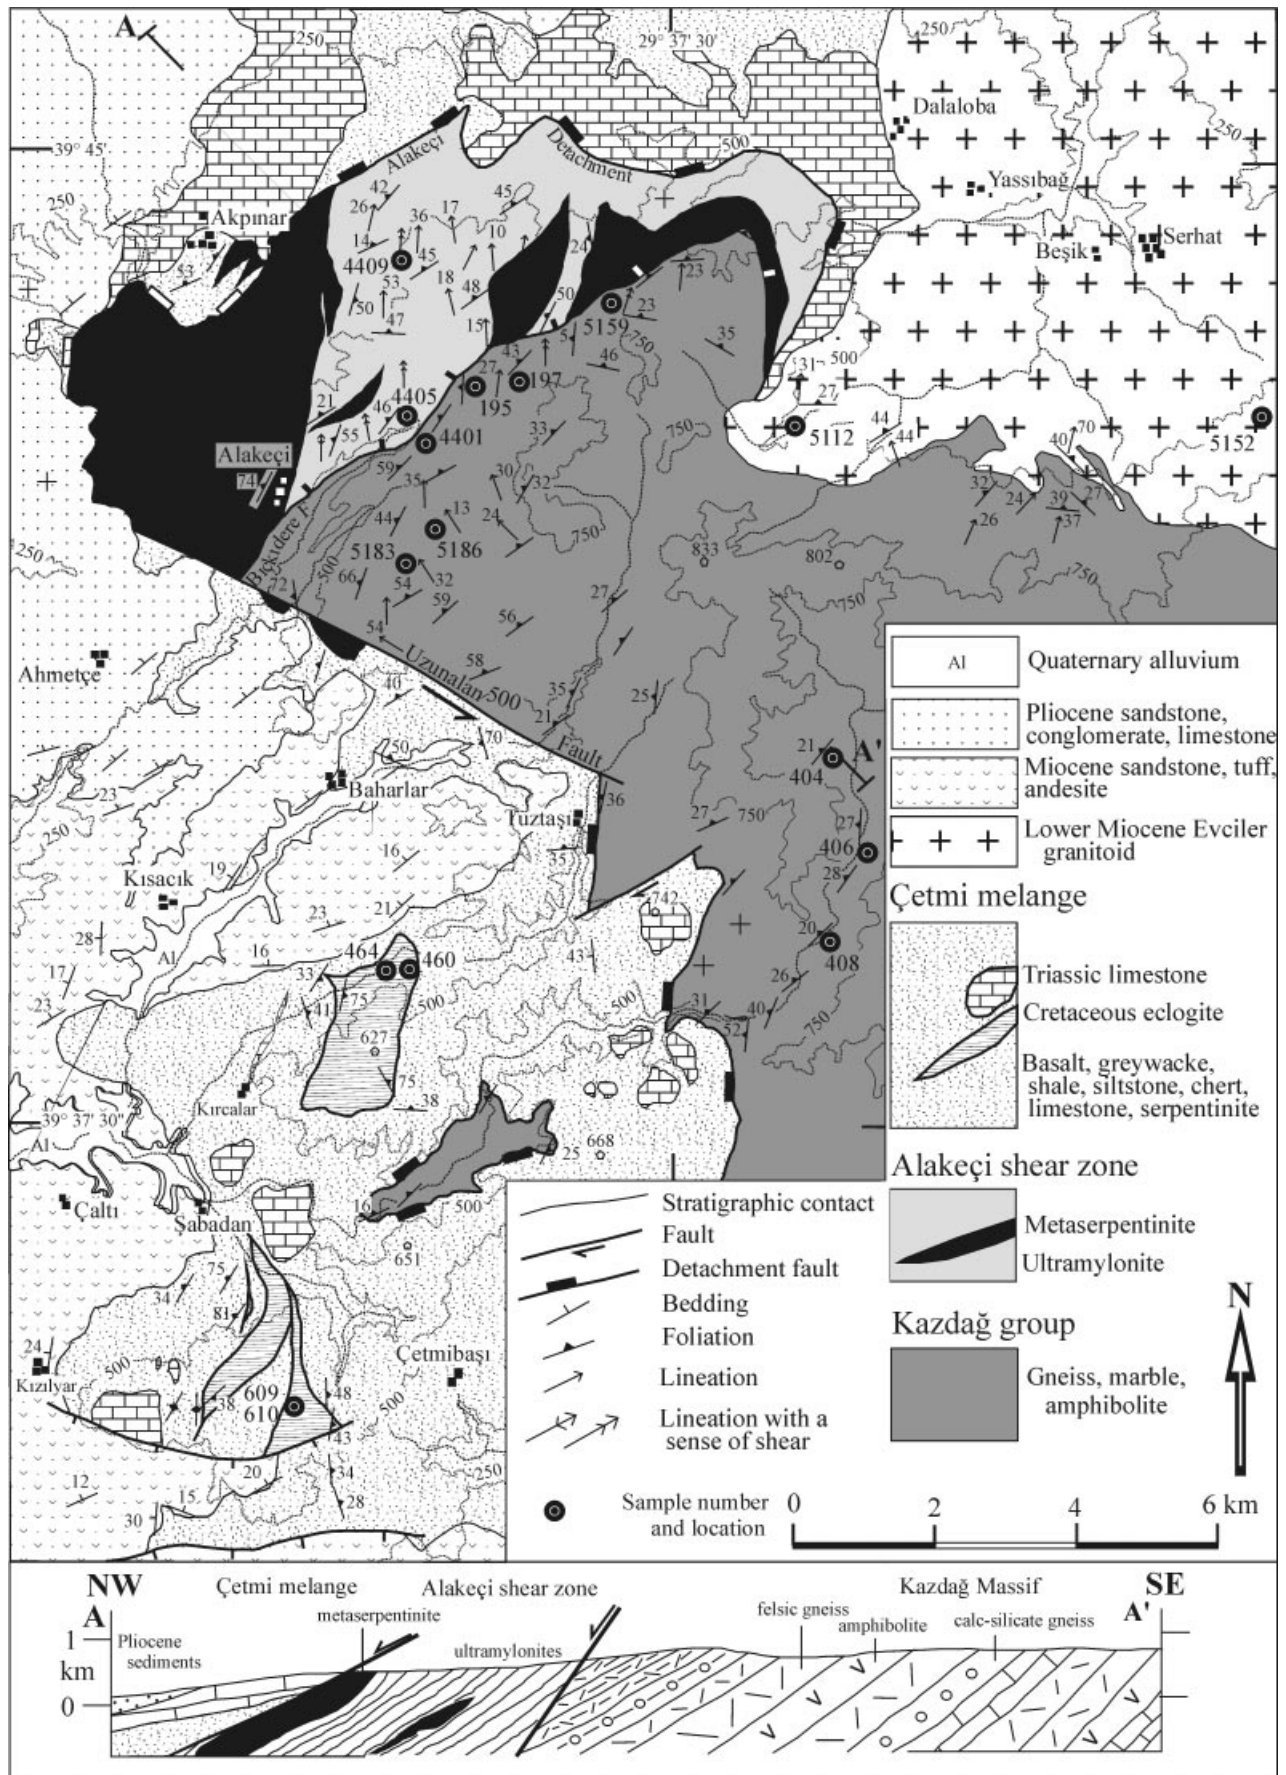 A
250
29° 37' 30'
250
Dalaloba
250
39° 45'
Alakeçi
Detachment
500
Yassıbağ
250
Akpınar
42
26
36
17
45
10
14
45
4409
53
24
Beşik
Serhat
53
18
48
50
23
50
47
15
5159
23
5
750
35
500
43
46
27
197
31
27
21
46
4405
195
5112
44
44
5152
55
4401
33
750
40
70
Alakeçi
74
59
35
30
32
32
24
39
27
13
24
26
37
44
5183
5186
750
833
802
750
250
Bıçkıdere F.
500
66
54
32
72
59
27
750
54
56
Ahmetçe
58
Uzunalan
500
40
35
25
21
Fault
70
21
A'
404
50
Baharlar
23
36
Tuztaşı
27
750
27
250
406
16
35
28
19
Kısacık
21
742
23
20
28
Al
16
464
460
408
43
26
17
33
75
500
23
41
500
31
40
52
750
627
75
38
Kırcalar
39° 37' 30"
Al
25
668
Çaltı
16
500
Şabadan
651
75
34
81
24
500
Çetmibaşı
Kızılyar
38
609
610
48
500
43
20
34
250
12
15
28
30
Al
Quaternary alluvium
Pliocene sandstone,
conglomerate, limestone
Miocene sandstone, tuff,
andesite
Lower Miocene Evciler
granitoid
Çetmi melange
Triassic limestone
Cretaceous eclogite
Basalt, greywacke,
shale, siltstone, chert,
limestone, serpentinite
Alakeçi shear zone
Metaserpentinite
Ultramylonite
Kazdağ group
Gneiss, marble,
amphibolite
Stratigraphic contact
Fault
Detachment fault
Bedding
Foliation
Lineation
Lineation with a
sense of shear
Sample number
and location
N
0 2 4 6 km
NW
Çetmi melange
Alakeçi shear zone
Kazdağ Massif
SE
A
A'
metaserpentinite
felsic gneiss
amphibolite
calc-silicate gneiss
1
km
0
Pliocene
sediments
ultramylonites